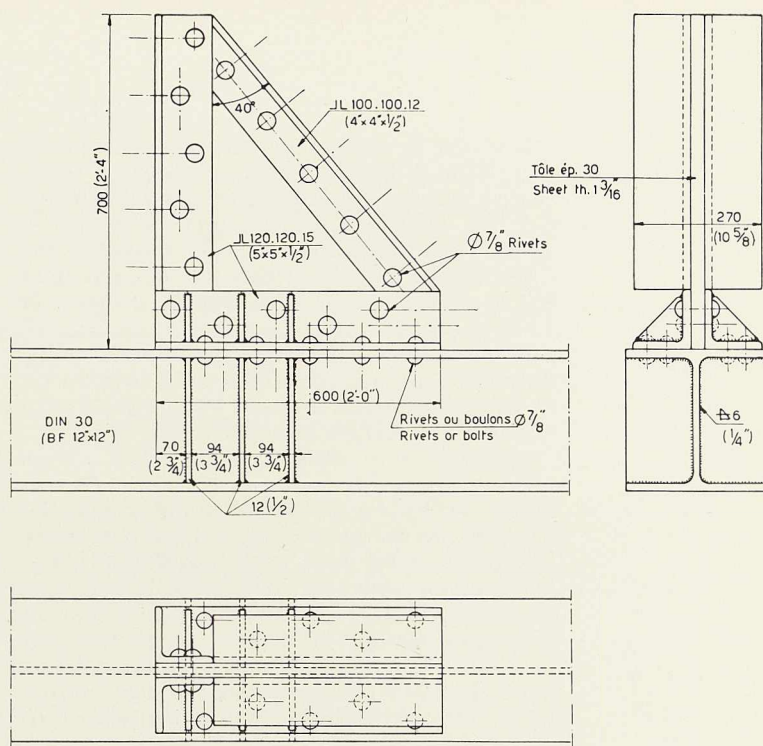 40°
JL 100.100.12
(4"x4"x1/2")
700 (2'-4")
JL 120.120.15
(5"x5"x1/2")
Ø 7/8" Rivets
Tôle ép. 30
Sheet th. 1 3/16"
270
(10 5/8")
600 (2'-0")
DIN 30
(BF 12"x12")
Rivets ou boulons Ø 7/8"
Rivets or bolts
6
(1/4")
70
(2 3/4")
94
(3 3/4")
94
(3 3/4")
12 (1/2")